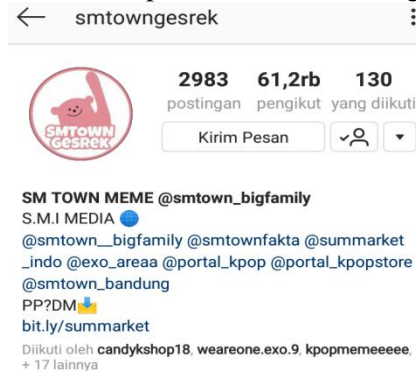 smtowngesrek
2983 61,2rb 130
postingan pengikut yang diikuti
SMTOWN
GESREK
Kirim Pesan
SM TOWN MEME @smtown_bigfamily
S.M.I MEDIA 🌐
@smtown__bigfamily @smtownfakta @summarket
_indo @exo_areaa @portal_kpop @portal_kpopstore
@smtown_bandung
PP?DM📩
bit.ly/summarket
Diikuti oleh candykshop18, weareone.exo.9, kpopmemeeeee,
+ 17 lainnya